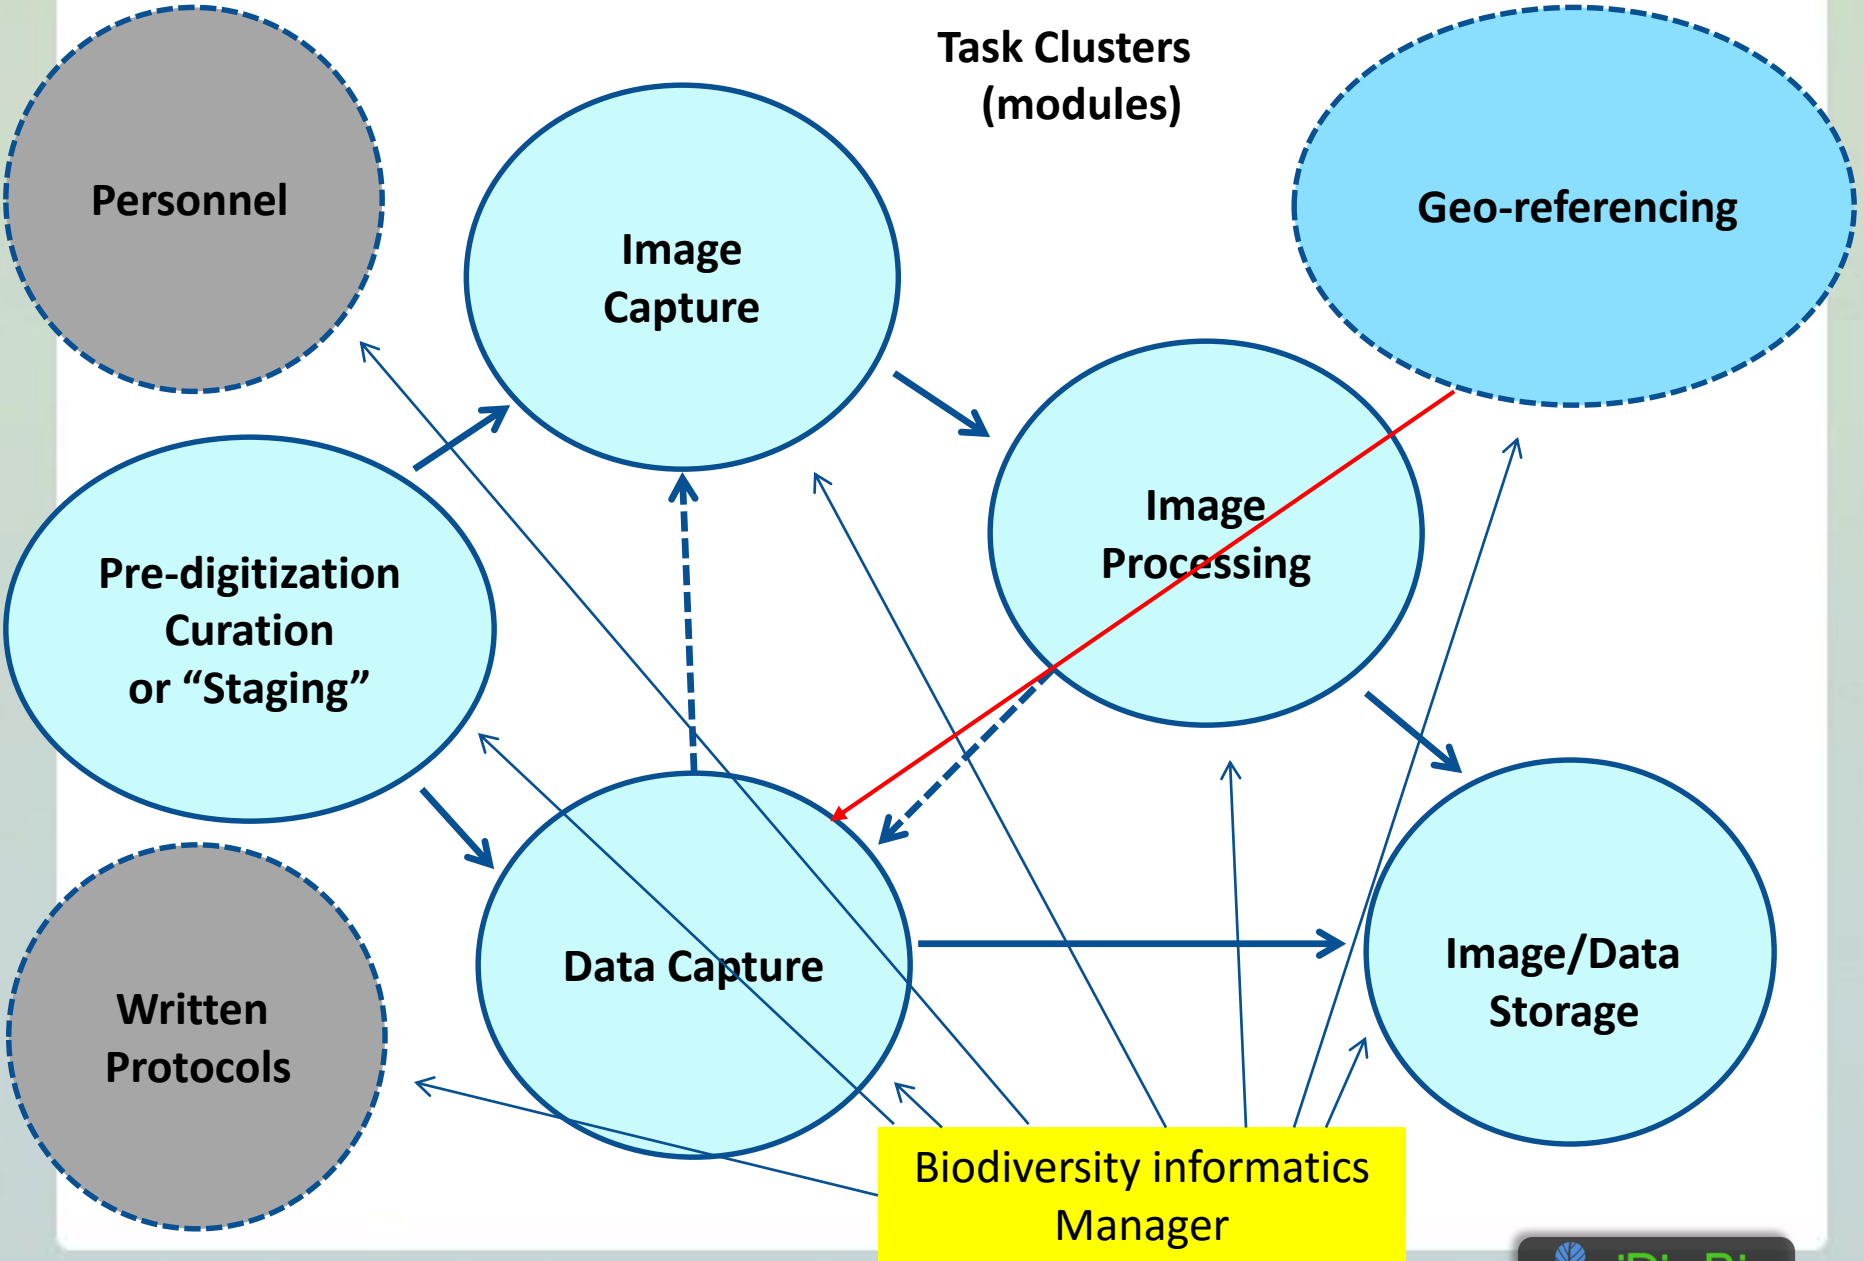 Task Clusters
(modules)
Personnel
Image
Capture
Geo-referencing
Image
Processing
Pre-digitization
Curation
or “Staging”
Data Capture
Image/Data
Storage
Written
Protocols
Biodiversity informatics
Manager